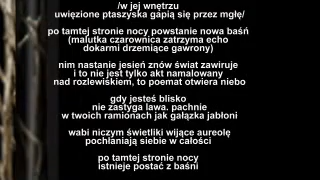 /w jej wnętrzu
uwięzione ptaszyska gapią się przez mgłę/
po tamtej stronie nocy powstanie nowa baśń
(malutka czarownica zatrzyma echo
dokarmi drzemiące gawrony)
nim nastanie jesień znów świat zawiruje
i to nie jest tylko akt namalowany
nad rozlewiskiem, to poemat otwiera niebo
gdy jesteś blisko
nie zastyga lawa. pachnie
w twoich ramionach jak gałązka jabłoni
wabi niczym świetliki wijące aureolę
pochłaniają siebie w całości
po tamtej stronie nocy
istnieje postać z baśni